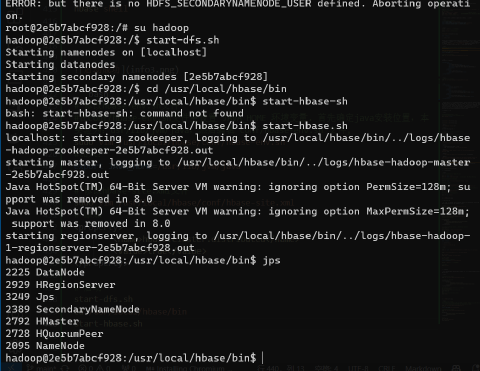 ERROR: but there is no HDFS_SECONDARYNAMENODE_USER defined. Aborting operati
on.
root@2e5b7abcf928:/# su hadoop
hadoop@2e5b7abcf928:/$ start-dfs.sh
Starting namenodes on [localhost]
Starting datanodes
Starting secondary namenodes [2e5b7abcf928]
hadoop@2e5b7abcf928:/$ cd /usr/local/hbase/bin
hadoop@2e5b7abcf928:/usr/local/hbase/bin$ start-hbase-sh
bash: start-hbase-sh: command not found
hadoop@2e5b7abcf928:/usr/local/hbase/bin$ start-hbase.sh
localhost: starting zookeeper, logging to /usr/local/hbase/bin/../logs/hbase
-hadoop-zookeeper-2e5b7abcf928.out
starting master, logging to /usr/local/hbase/bin/../logs/hbase-hadoop-master
-2e5b7abcf928.out
Java HotSpot(TM) 64-Bit Server VM warning: ignoring option PermSize=128m; su
pport was removed in 8.0
Java HotSpot(TM) 64-Bit Server VM warning: ignoring option MaxPermSize=128m;
 support was removed in 8.0
starting regionserver, logging to /usr/local/hbase/bin/../logs/hbase-hadoop-
1-regionserver-2e5b7abcf928.out
hadoop@2e5b7abcf928:/usr/local/hbase/bin$ jps
2225 DataNode
2929 HRegionServer
3249 Jps
2389 SecondaryNameNode
2792 HMaster
2728 HQuorumPeer
2095 NameNode
hadoop@2e5b7abcf928:/usr/local/hbase/bin$